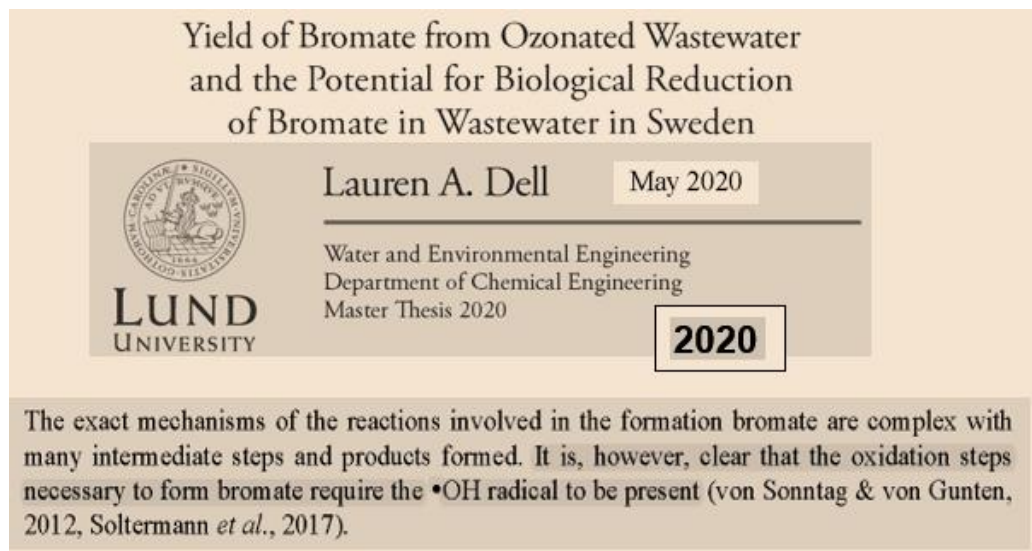 Yield of Bromate from Ozonated Wastewater
and the Potential for Biological Reduction
of Bromate in Wastewater in Sweden
Lauren A. Dell
May 2020
Water and Environmental Engineering
Department of Chemical Engineering
Master Thesis 2020
LUND
UNIVERSITY
2020
The exact mechanisms of the reactions involved in the formation bromate are complex with
many intermediate steps and products formed. It is, however, clear that the oxidation steps
necessary to form bromate require the •OH radical to be present (von Sonntag & von Gunten,
2012, Soltermann et al., 2017).